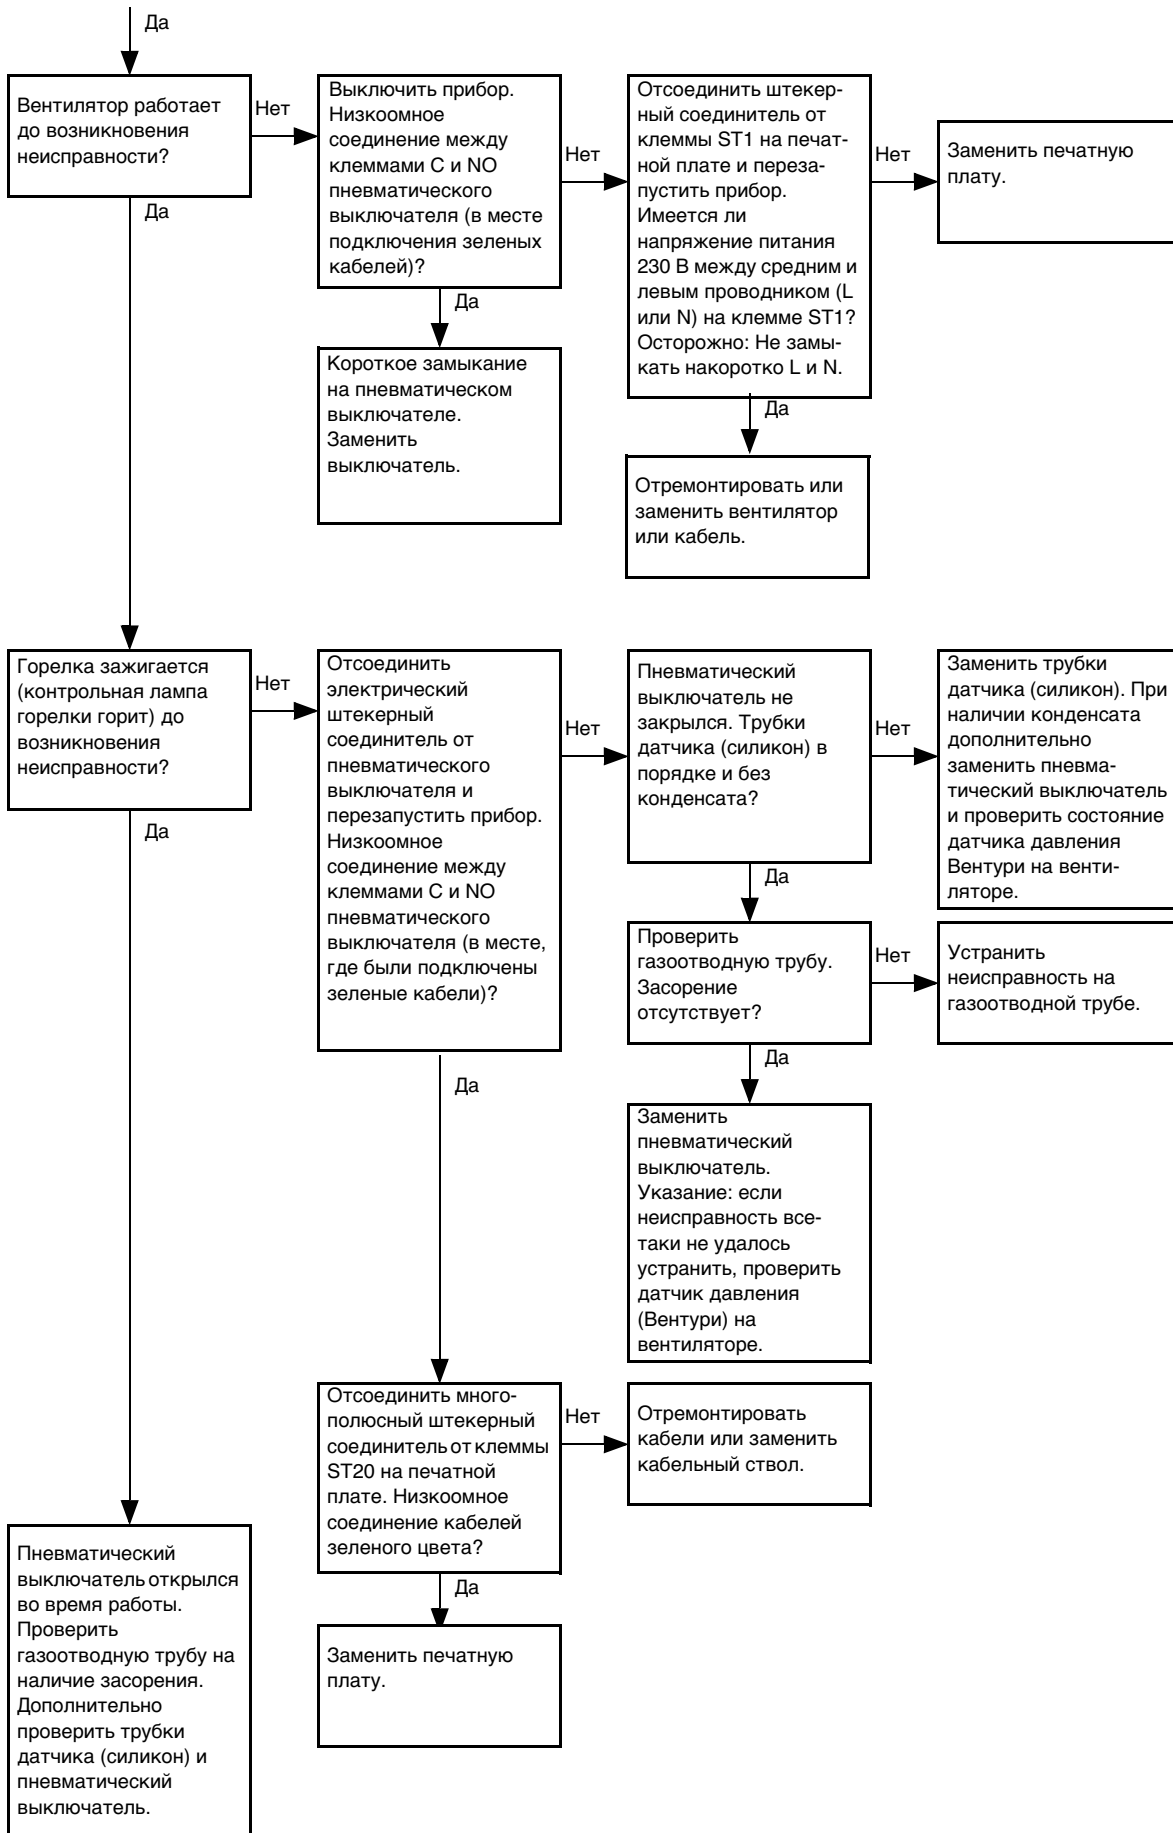 Да
Вентилятор работает
до возникновения
неисправности?
Нет
Выключить прибор.
Низкоомное
соединение между
клеммами C и NO
пневматического
выключателя (в месте
подключения зеленых
кабелей)?
Нет
Отсоединить штекер-
ный соединитель от
клеммы ST1 на печат-
ной плате и переза-
пустить прибор.
Имеется ли
напряжение питания
230 В между средним и
левым проводником (L
или N) на клемме ST1?
Осторожно: Не замы-
кать накоротко L и N.
Нет
Заменить печатную
плату.
Да
Да
Короткое замыкание
на пневматическом
выключателе.
Заменить
выключатель.
Да
Отремонтировать или
заменить вентилятор
или кабель.
Горелка зажигается
(контрольная лампа
горелки горит) до
возникновения
неисправности?
Нет
Отсоединить
электрический
штекерный
соединитель от
пневматического
выключателя и
перезапустить прибор.
Низкоомное
соединение между
клеммами C и NO
пневматического
выключателя (в месте,
где были подключены
зеленые кабели)?
Нет
Пневматический
выключатель не
закрылся. Трубки
датчика (силикон) в
порядке и без
конденсата?
Нет
Заменить трубки
датчика (силикон). При
наличии конденсата
дополнительно
заменить пневма-
тический выключатель
и проверить состояние
датчика давления
Вентури на венти-
ляторе.
Да
Да
Проверить
газоотводную трубу.
Засорение
отсутствует?
Нет
Устранить
неисправность на
газоотводной трубе.
Да
Да
Заменить
пневматический
выключатель.
Указание: если
неисправность все-
таки не удалось
устранить, проверить
датчик давления
(Вентури) на
вентиляторе.
Отсоединить много-
полюсный штекерный
соединитель от клеммы
ST20 на печатной
плате. Низкоомное
соединение кабелей
зеленого цвета?
Нет
Отремонтировать
кабели или заменить
кабельный ствол.
Да
Заменить печатную
плату.
Пневматический
выключатель открылся
во время работы.
Проверить
газоотводную трубу на
наличие засорения.
Дополнительно
проверить трубки
датчика (силикон) и
пневматический
выключатель.